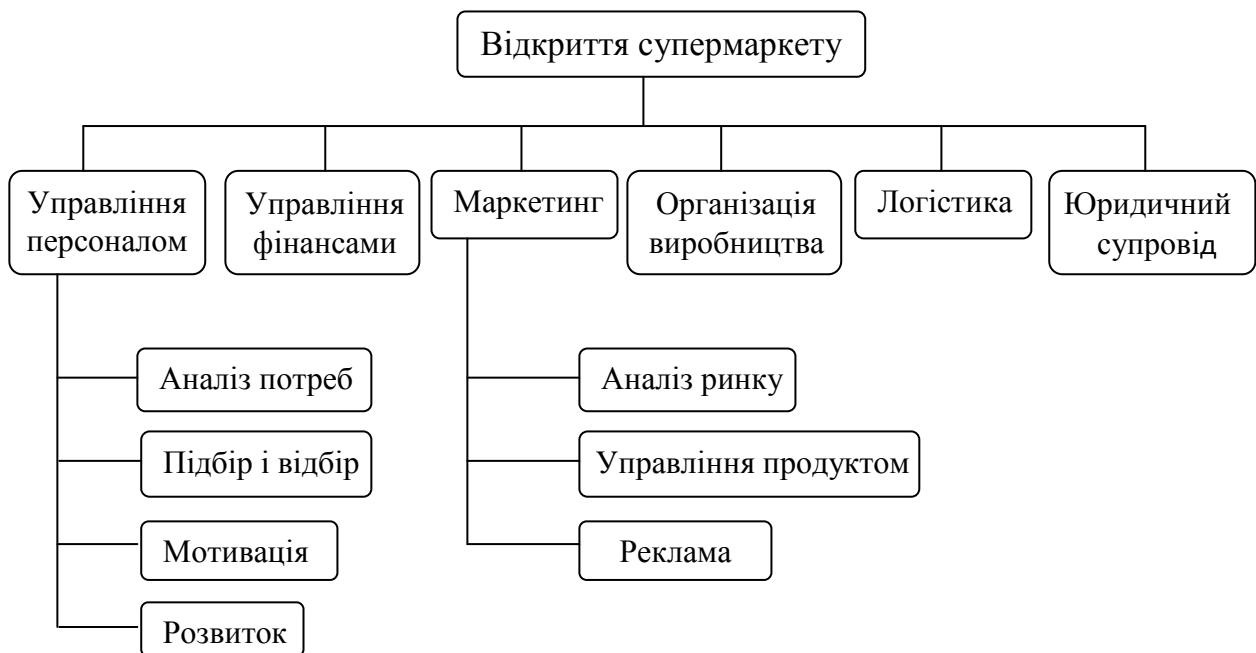 Відкриття супермаркету
Управління
персоналом
Управління
фінансами
Маркетинг
Організація
виробництва
Логістика
Юридичний
супровід
Аналіз потреб
Підбір і відбір
Мотивація
Розвиток
Аналіз ринку
Управління продуктом
Реклама